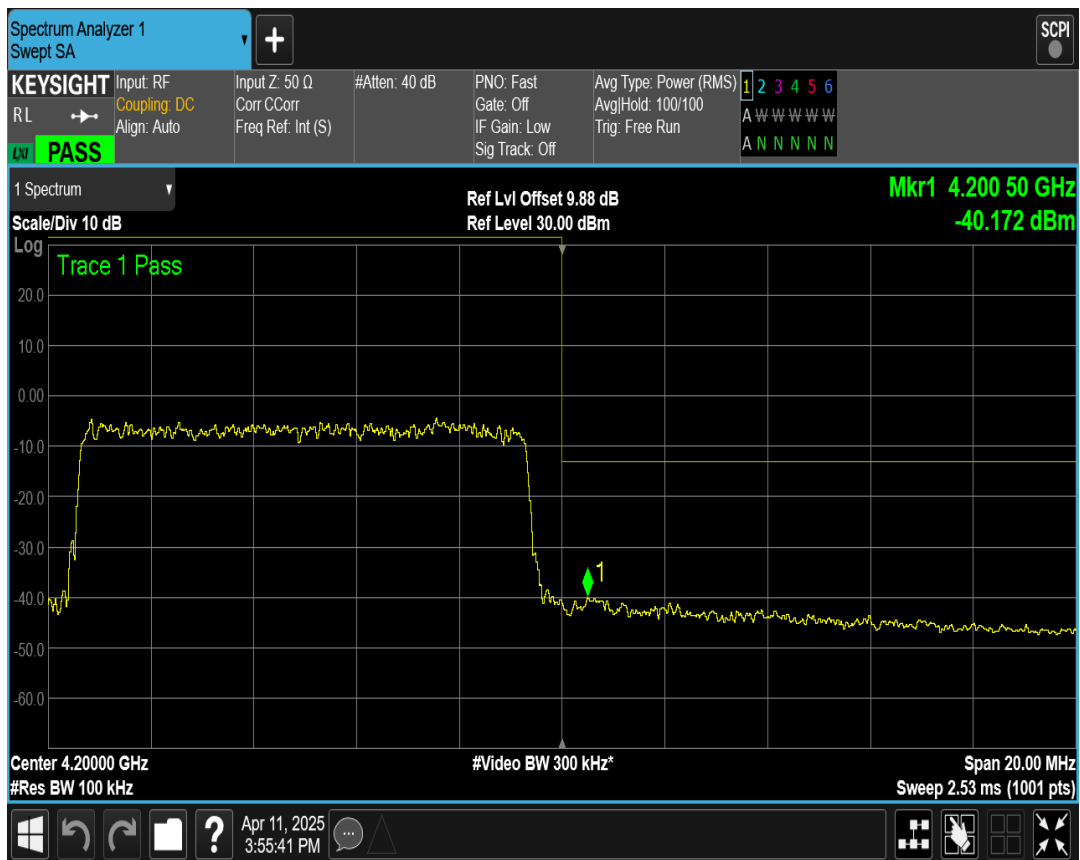 Spectrum Analyzer 1
Swept SA
SCPI
KEYSIGHT
R L
LXI PASS
Input: RF
Coupling: DC
Align: Auto
Input Z: 50 Ω
Corr CCorr
Freq Ref: Int (S)
#Atten: 40 dB
PNO: Fast
Gate: Off
IF Gain: Low
Sig Track: Off
Avg Type: Power (RMS)
Avg|Hold: 100/100
Trig: Free Run
1 2 3 4 5 6
A W W W W W
A N N N N N
1 Spectrum
Scale/Div 10 dB
Ref Lvl Offset 9.88 dB
Ref Level 30.00 dBm
Mkr1 4.200 50 GHz
-40.172 dBm
Log
Trace 1 Pass
20.0
10.0
0.00
-10.0
-20.0
-30.0
-40.0
-50.0
-60.0
1
Center 4.20000 GHz
#Video BW 300 kHz*
Span 20.00 MHz
#Res BW 100 kHz
Sweep 2.53 ms (1001 pts)
?
Apr 11, 2025
3:55:41 PM